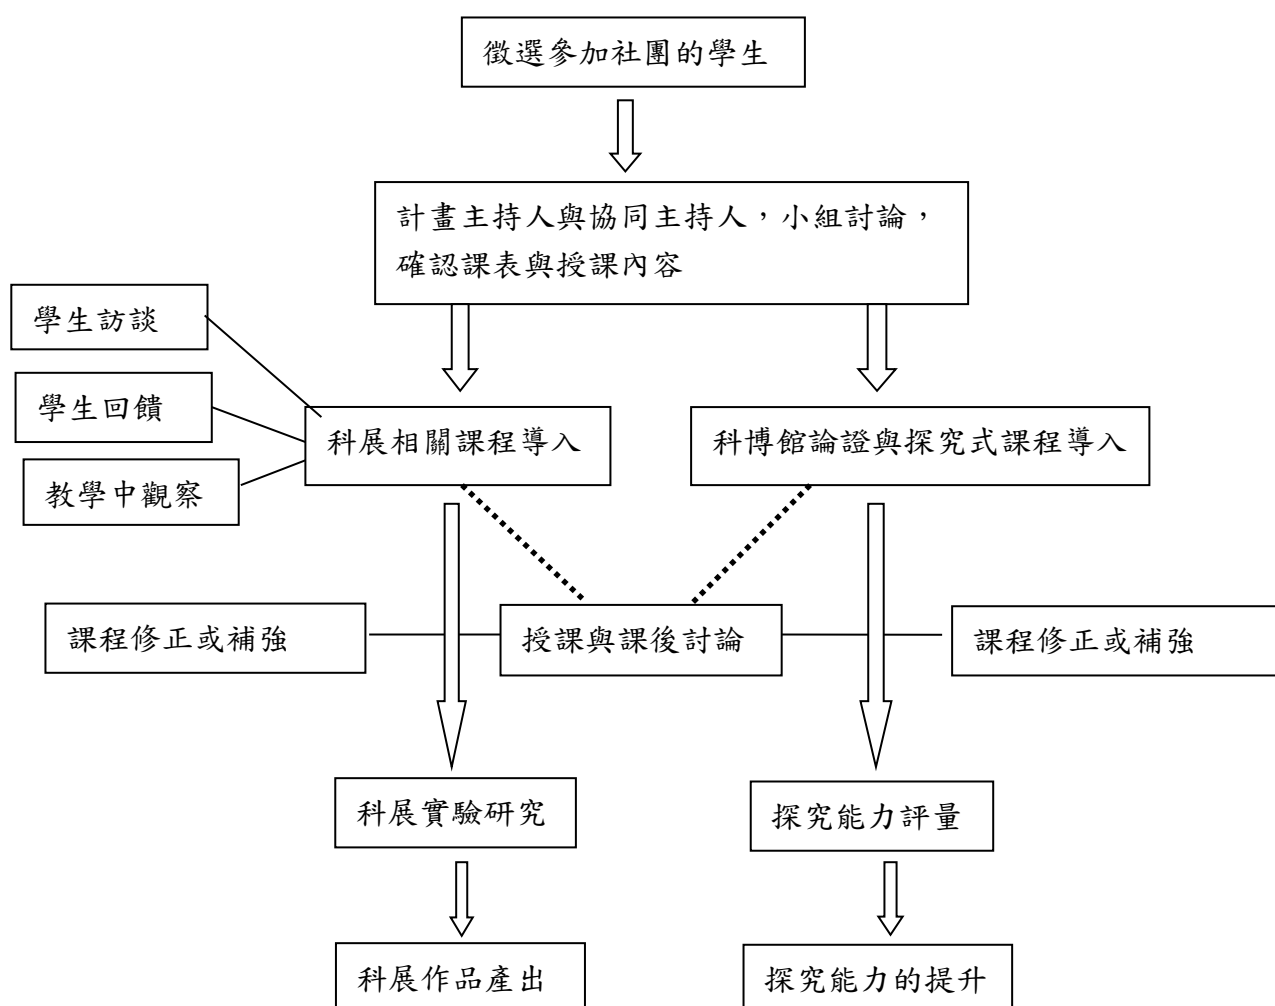 徵選參加社團的學生
計畫主持人與協同主持人，小組討論，
確認課表與授課內容
學生訪談
學生回饋
教學中觀察
科展相關課程導入
科博館論證與探究式課程導入
課程修正或補強
授課與課後討論
課程修正或補強
科展實驗研究
探究能力評量
科展作品產出
探究能力的提升